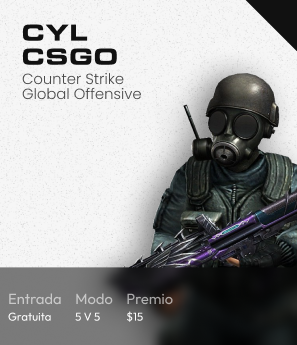 CYL
CSGO
Counter Strike
Global Offensive
Entrada Modo Premio
Gratuita 5 V 5 $15